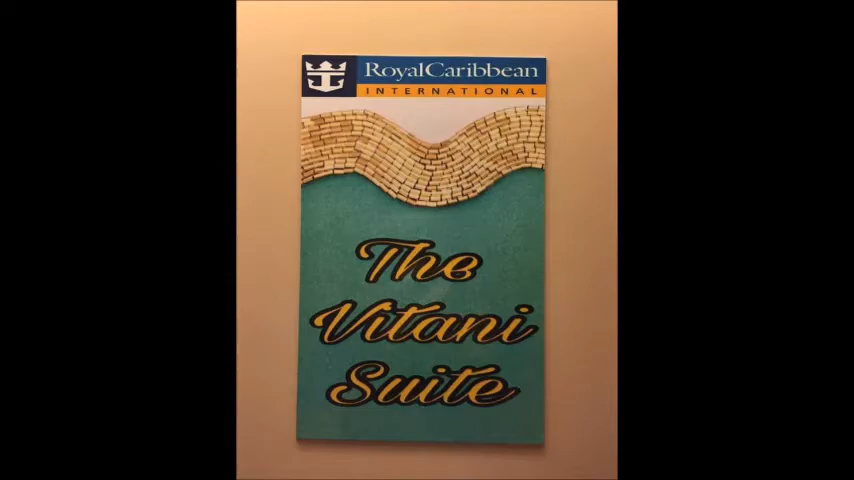 RoyalCaribbean
INTERNATIONAL
The
Vitani
Suite